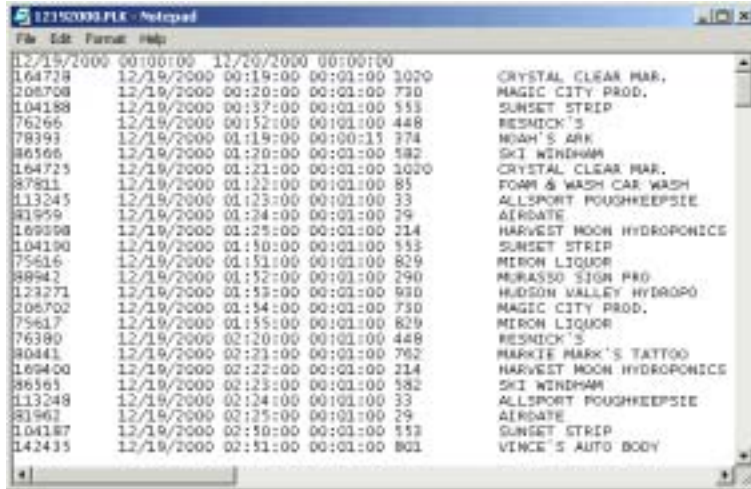 12192000.PLK - Notepad
File Edit Format Help
12/19/2000 00:00:00 12/20/2000 00:00:00
164728 12/19/2000 00:19:00 00:01:00 1020 CRYSTAL CLEAR MAR.
206708 12/19/2000 00:20:00 00:01:00 730 MAGIC CITY PROD.
104188 12/19/2000 00:37:00 00:01:00 553 SUNSET STRIP
76266 12/19/2000 00:52:00 00:01:00 448 RESNICK'S
78393 12/19/2000 01:19:00 00:00:15 374 NOAH'S ARK
86566 12/19/2000 01:20:00 00:01:00 582 SKI WINDHAM
164725 12/19/2000 01:21:00 00:01:00 1020 CRYSTAL CLEAR MAR.
87811 12/19/2000 01:22:00 00:01:00 85 FOAM & WASH CAR WASH
113245 12/19/2000 01:23:00 00:01:00 33 ALLSPORT POUGHKEEPSIE
81959 12/19/2000 01:24:00 00:01:00 29 AIRDATE
169398 12/19/2000 01:25:00 00:01:00 214 HARVEST MOON HYDROPONICS
104190 12/19/2000 01:50:00 00:01:00 553 SUNSET STRIP
75616 12/19/2000 01:51:00 00:01:00 829 MIRON LIQUOR
88942 12/19/2000 01:52:00 00:01:00 290 MURASSO SIGN PRO
123271 12/19/2000 01:53:00 00:01:00 930 HUDSON VALLEY HYDROPO
206702 12/19/2000 01:54:00 00:01:00 730 MAGIC CITY PROD.
75617 12/19/2000 01:55:00 00:01:00 829 MIRON LIQUOR
76380 12/19/2000 02:20:00 00:01:00 448 RESNICK'S
80441 12/19/2000 02:21:00 00:01:00 762 MARKIE MARK'S TATTOO
169400 12/19/2000 02:22:00 00:01:00 214 HARVEST MOON HYDROPONICS
86565 12/19/2000 02:23:00 00:01:00 582 SKI WINDHAM
113248 12/19/2000 02:24:00 00:01:00 33 ALLSPORT POUGHKEEPSIE
81962 12/19/2000 02:25:00 00:01:00 29 AIRDATE
104187 12/19/2000 02:50:00 00:01:00 553 SUNSET STRIP
142435 12/19/2000 02:51:00 00:01:00 801 VINCE'S AUTO BODY